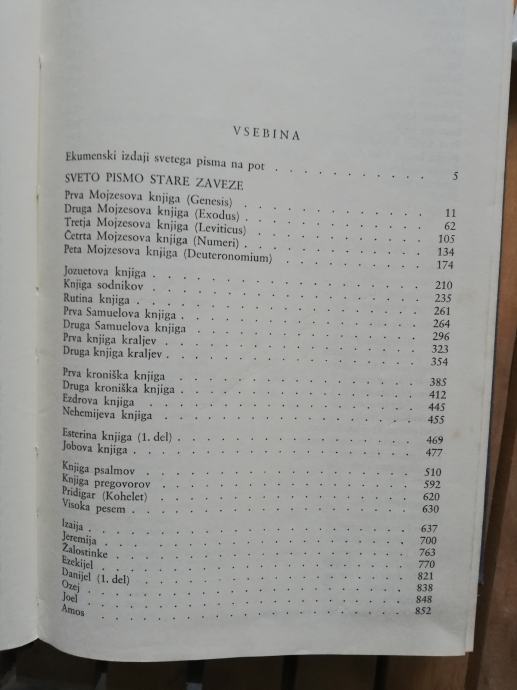 VSEBINA
Ekumenski izdaji svetega pisma na pot . . . . . . . . . . . . 5
SVETO PISMO STARE ZAVEZE
Prva Mojzesova knjiga (Genesis) . . . . . . . . . . . . 11
Druga Mojzesova knjiga (Exodus) . . . . . . . . . . . . 62
Tretja Mojzesova knjiga (Leviticus) . . . . . . . . . . . . 105
Četrta Mojzesova knjiga (Numeri) . . . . . . . . . . . . 134
Peta Mojzesova knjiga (Deuteronomium) . . . . . . . . . . . . 174
Jozuetova knjiga . . . . . . . . . . . . 210
Knjiga sodnikov . . . . . . . . . . . . 235
Rutina knjiga . . . . . . . . . . . . 261
Prva Samuelova knjiga . . . . . . . . . . . . 264
Druga Samuelova knjiga . . . . . . . . . . . . 296
Prva knjiga kraljev . . . . . . . . . . . . 323
Druga knjiga kraljev . . . . . . . . . . . . 354
Prva kroniška knjiga . . . . . . . . . . . . 385
Druga kroniška knjiga . . . . . . . . . . . . 412
Ezdrova knjiga . . . . . . . . . . . . 445
Nehemijeva knjiga . . . . . . . . . . . . 455
Esterina knjiga (1. del) . . . . . . . . . . . . 469
Jobova knjiga . . . . . . . . . . . . 477
Knjiga psalmov . . . . . . . . . . . . 510
Knjiga pregovorov . . . . . . . . . . . . 592
Pridigar (Kohelet) . . . . . . . . . . . . 620
Visoka pesem . . . . . . . . . . . . 630
Izaija . . . . . . . . . . . . 637
Jeremija . . . . . . . . . . . . 700
Žalostinke . . . . . . . . . . . . 763
Ezekijel . . . . . . . . . . . . 770
Danijel (1. del) . . . . . . . . . . . . 821
Ozej . . . . . . . . . . . . 838
Joel . . . . . . . . . . . . 848
Amos . . . . . . . . . . . . 852